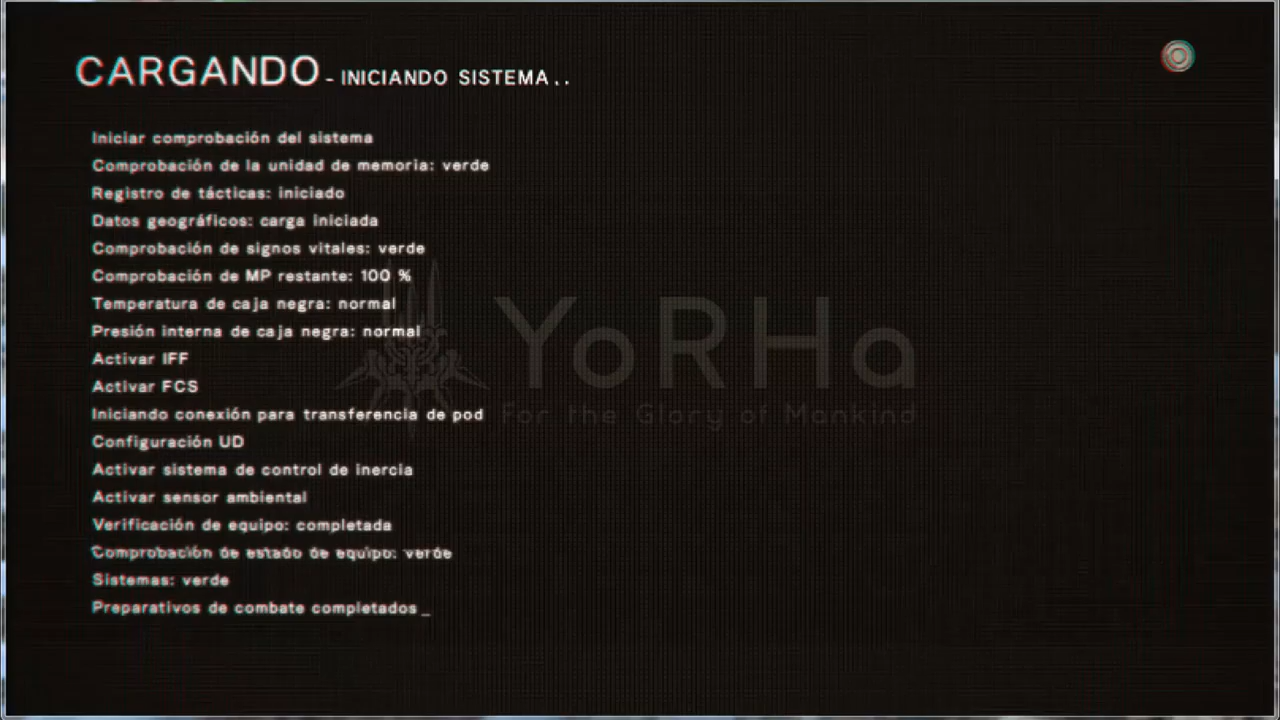 CARGANDO - INICIANDO SISTEMA..
Iniciar comprobación del sistema
Comprobación de la unidad de memoria: verde
Registro de tácticas: iniciado
Datos geográficos: carga iniciada
Comprobación de signos vitales: verde
Comprobación de MP restante: 100 %
Temperatura de caja negra: normal
Presión interna de caja negra: normal
Activar IFF
Activar FCS
Iniciando conexión para transferencia de pod
Configuración UD
Activar sistema de control de inercia
Activar sensor ambiental
Verificación de equipo: completada
Comprobación de estado de equipo: verde
Sistemas: verde
Preparativos de combate completados_
YoRHa
For the Glory of Mankind